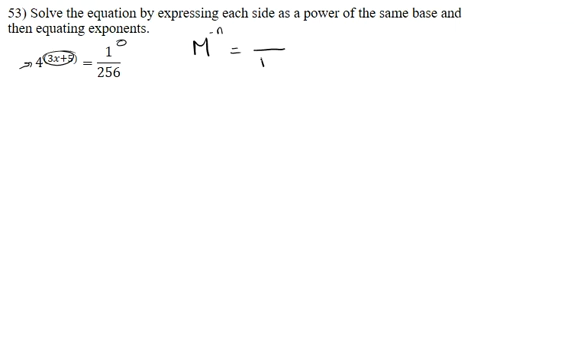 53) Solve the equation by expressing each side as a power of the same base and
then equating exponents.
4^(3x+5) = 1/256
M^-n =